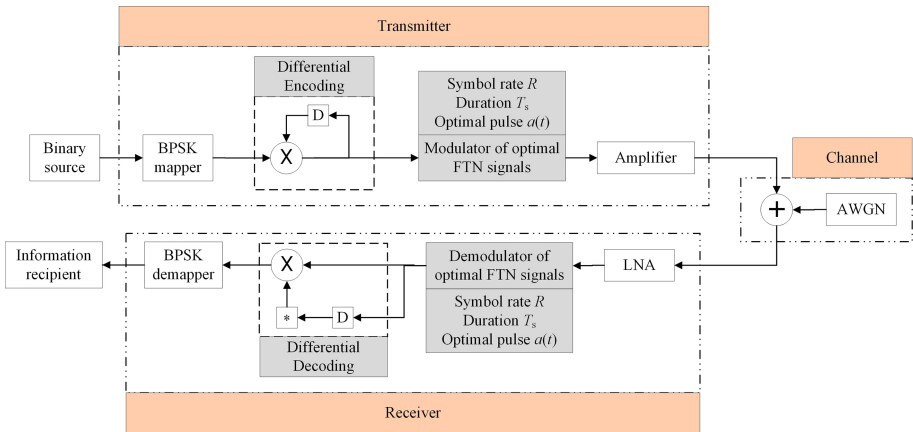 Transmitter
Differential
Encoding
D
X
Symbol rate R
Duration Ts
Optimal pulse a(t)
Modulator of optimal
FTN signals
Binary
source
BPSK
mapper
Amplifier
Channel
+
AWGN
Information
recipient
BPSK
demapper
X
*
D
Differential
Decoding
Demodulator of
optimal FTN signals
Symbol rate R
Duration Ts
Optimal pulse a(t)
LNA
Receiver